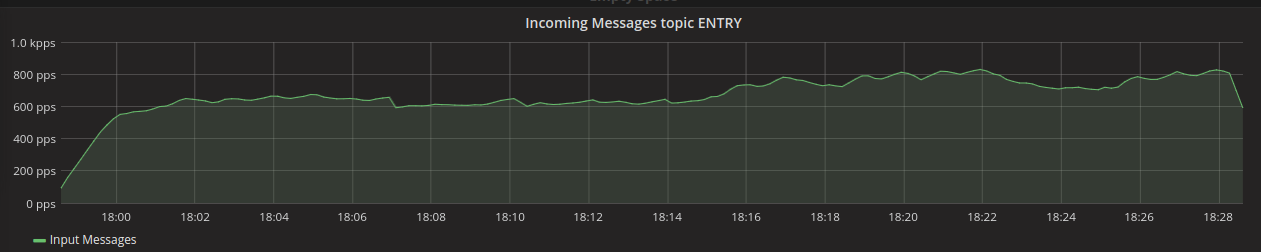 Empty space
Incoming Messages topic ENTRY
1.0 kpps
800 pps
600 pps
400 pps
200 pps
0 pps
18:00 18:02 18:04 18:06 18:08 18:10 18:12 18:14 18:16 18:18 18:20 18:22 18:24 18:26 18:28
Input Messages